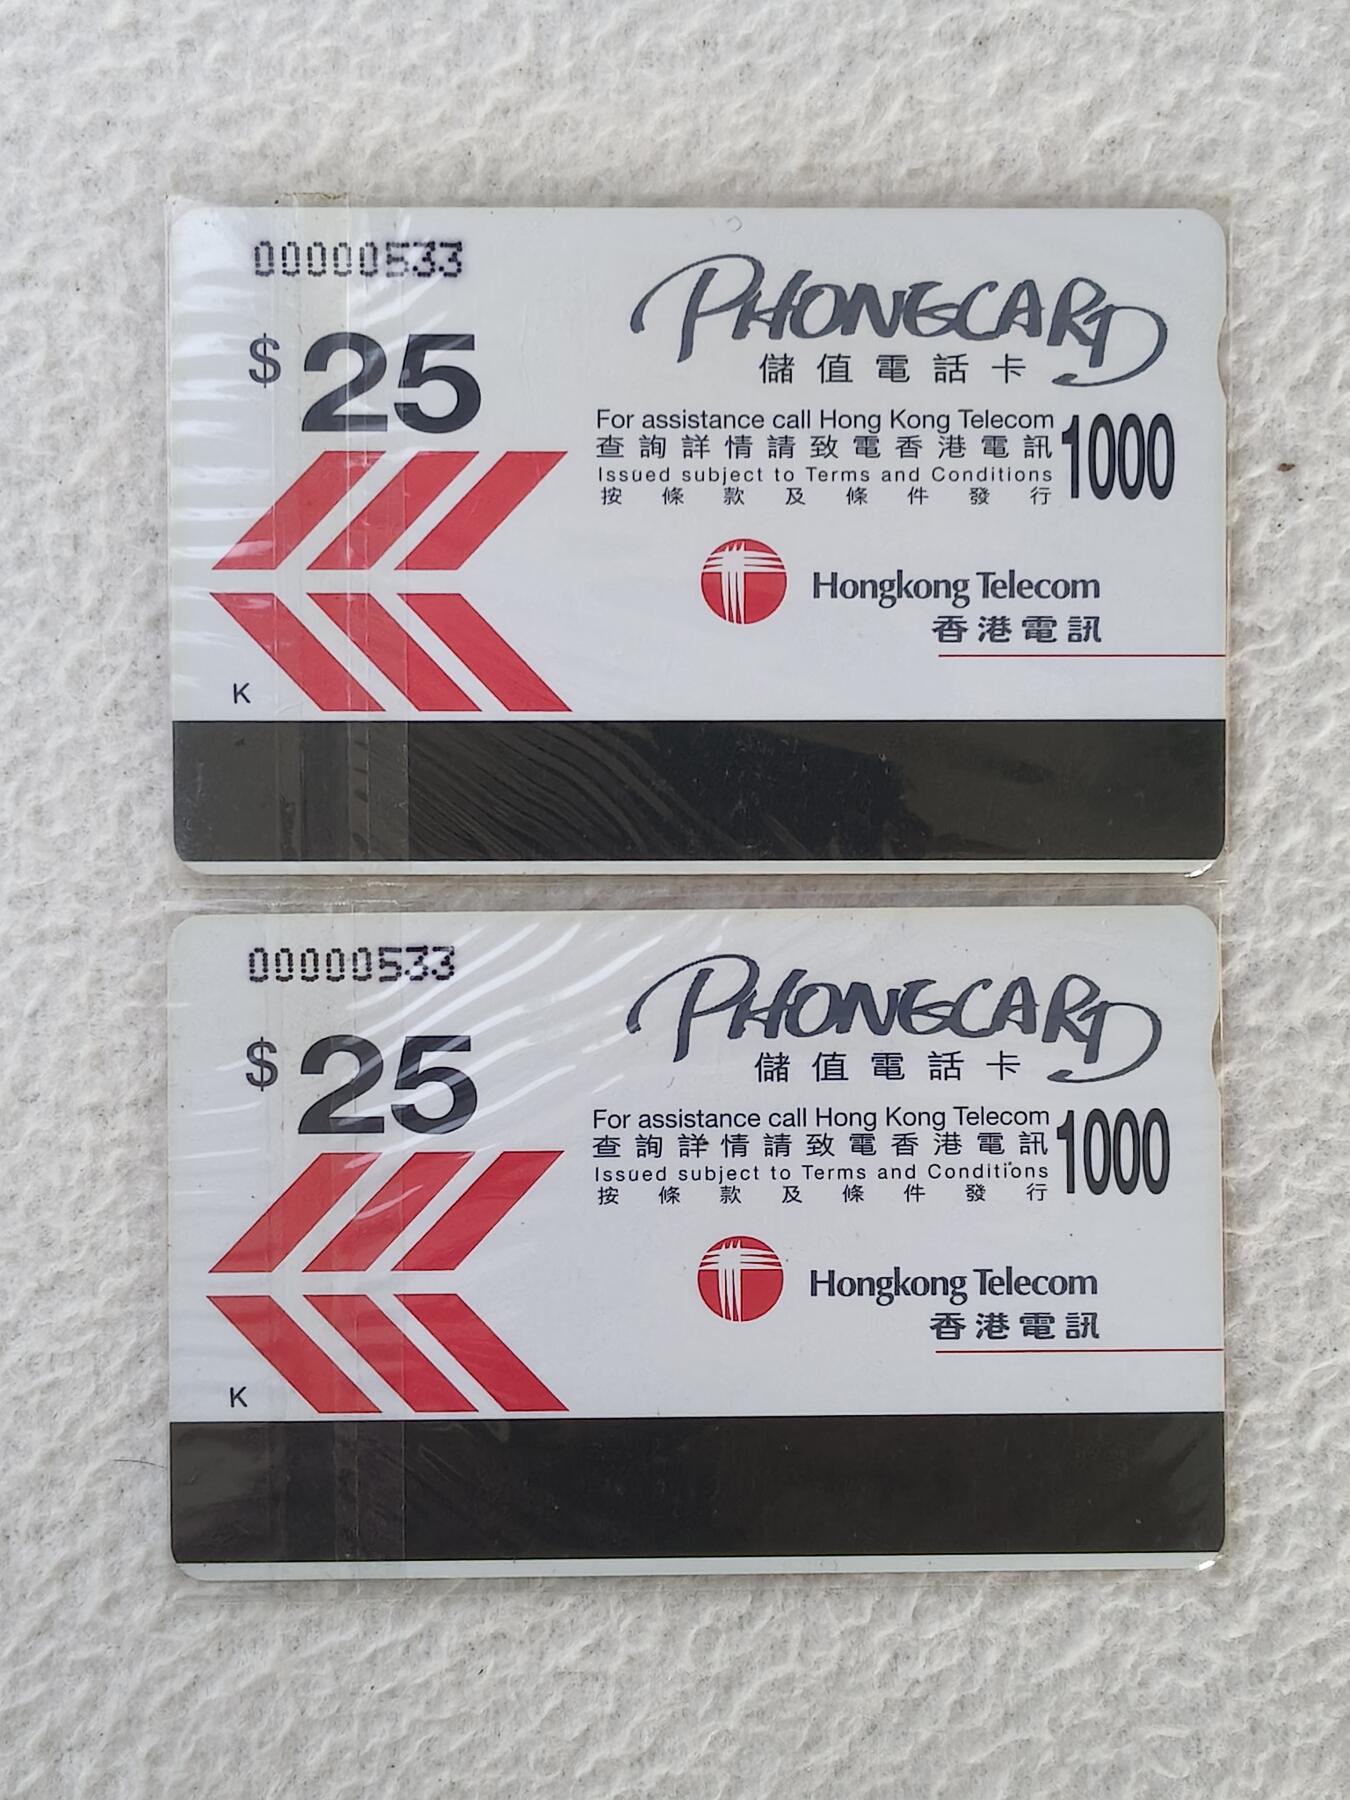 00000533
$25
PHONECARD
儲值電話卡
For assistance call Hong Kong Telecom
查詢詳情請致電香港電訊
1000
Issued subject to Terms and Conditions
按條款及條件發行
Hongkong Telecom
香港電訊
K
00000533
$25
PHONECARD
儲值電話卡
For assistance call Hong Kong Telecom
查詢詳情請致電香港電訊
1000
Issued subject to Terms and Conditions
按條款及條件發行
Hongkong Telecom
香港電訊
K